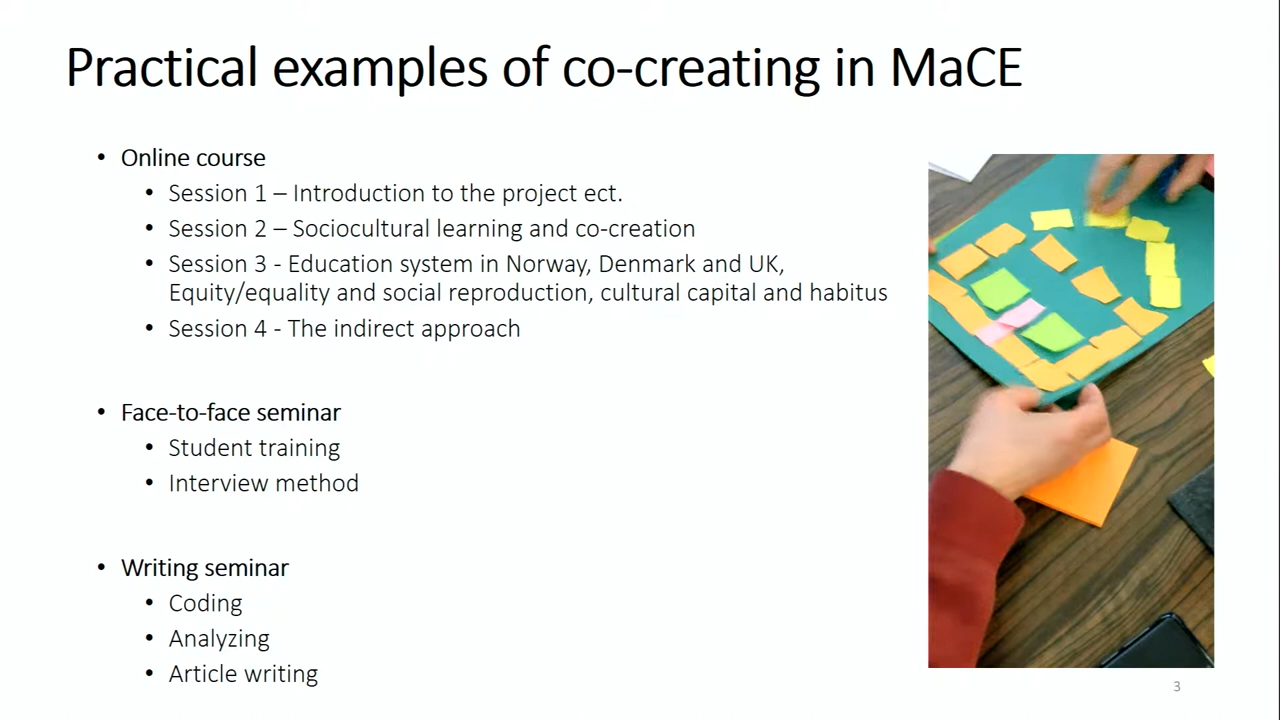 Practical examples of co-creating in MaCE
• Online course
• Session 1 – Introduction to the project ect.
• Session 2 – Sociocultural learning and co-creation
• Session 3 - Education system in Norway, Denmark and UK,
Equity/equality and social reproduction, cultural capital and habitus
• Session 4 - The indirect approach
• Face-to-face seminar
• Student training
• Interview method
• Writing seminar
• Coding
• Analyzing
• Article writing
3